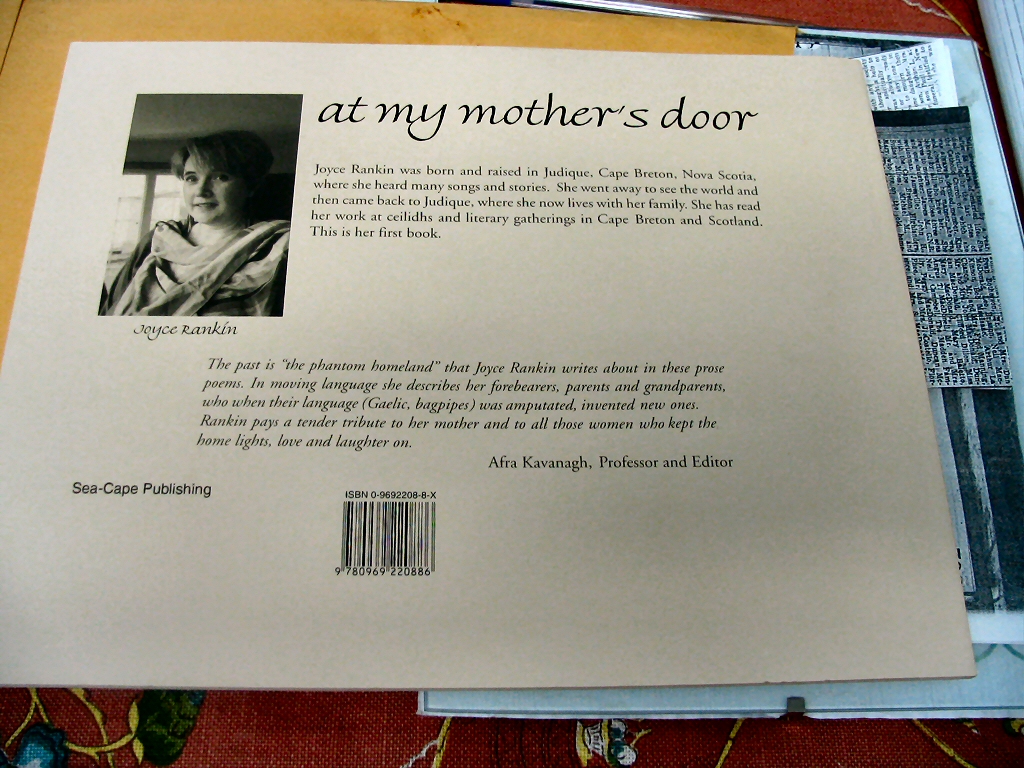 at my mother's door
Joyce Rankin was born and raised in Judique, Cape Breton, Nova Scotia,
where she heard many songs and stories. She went away to see the world and
then came back to Judique, where she now lives with her family. She has read
her work at ceilidhs and literary gatherings in Cape Breton and Scotland.
This is her first book.
Joyce Rankin
The past is "the phantom homeland" that Joyce Rankin writes about in these prose
poems. In moving language she describes her forebearers, parents and grandparents,
who when their language (Gaelic, bagpipes) was amputated, invented new ones.
Rankin pays a tender tribute to her mother and to all those women who kept the
home lights, love and laughter on.
Afra Kavanagh, Professor and Editor
Sea-Cape Publishing
ISBN 0-9692208-8-X
9 780969 220886